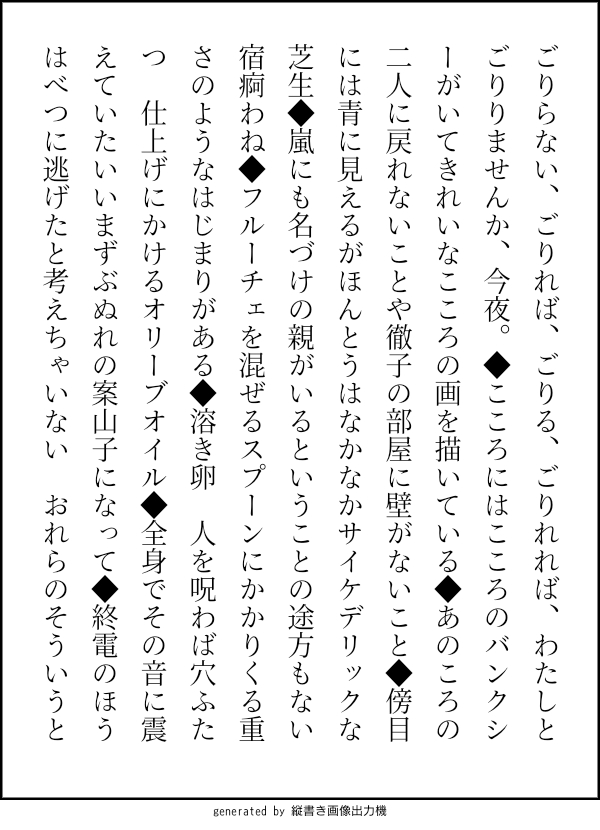 ごりらない、ごりれば、ごりる、ごりれれば、わたしと
ごりりませんか、今夜。◆こころにはこころのバンクシ
ーがいてきれいなこころの画を描いている◆あのころの
二人に戻れないことや徹子の部屋に壁がないこと◆傍目
には青に見えるがほんとうはなかなかサイケデリックな
芝生◆嵐にも名づけの親がいるということの途方もない
宿痾わね◆フルーチェを混ぜるスプーンにかかりくる重
さのようなはじまりがある◆溶き卵　人を呪わば穴ふた
つ　仕上げにかけるオリーブオイル◆全身でその音に震
えていたいいまずぶぬれの案山子になって◆終電のほう
はべつに逃げたと考えちゃいない　おれらのそういうと
generated by 縦書き画像出力機